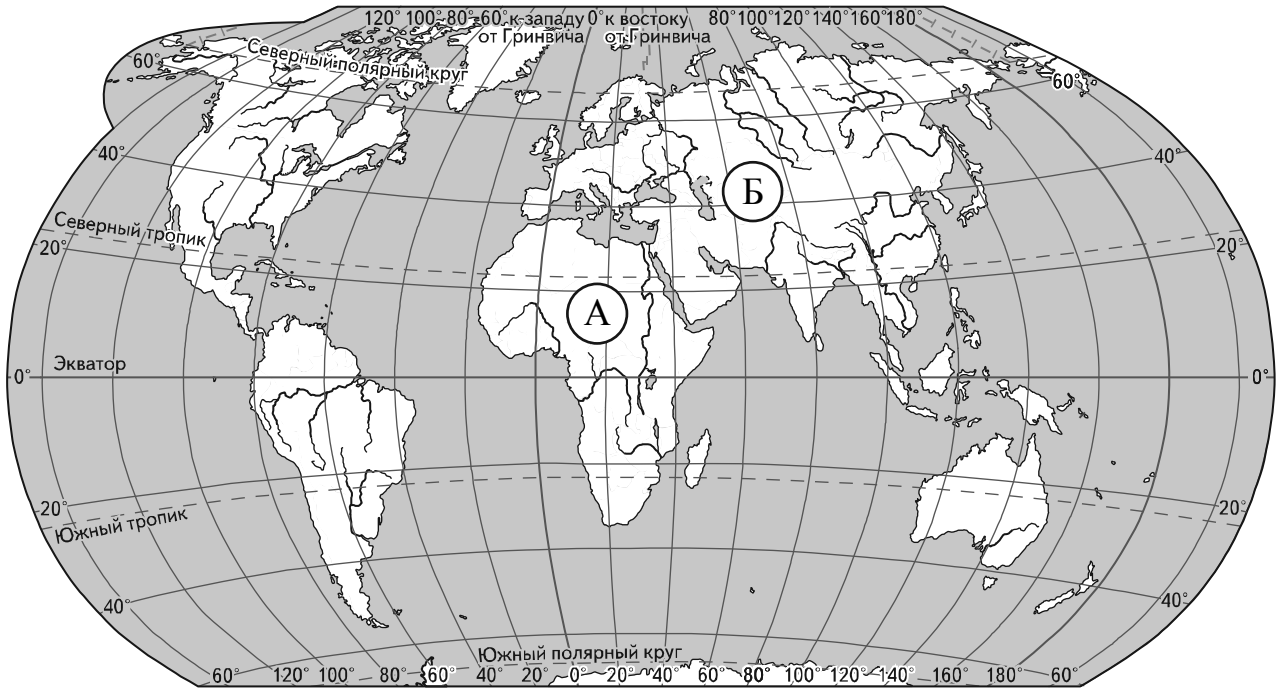 120° 100° 80° 60° к западу 0° к востоку 80° 100° 120° 140° 160° 180°
от Гринвича от Гринвича
Северный полярный круг
60° 60°
40° 40°
Б
Северный тропик
20° 20°
А
Экватор
0° 0°
20° 20°
Южный тропик
40° 40°
Южный полярный круг
60° 120° 100° 80° 60° 40° 20° 0° 20° 40° 60° 80° 100° 120° 140° 160° 180° 60°